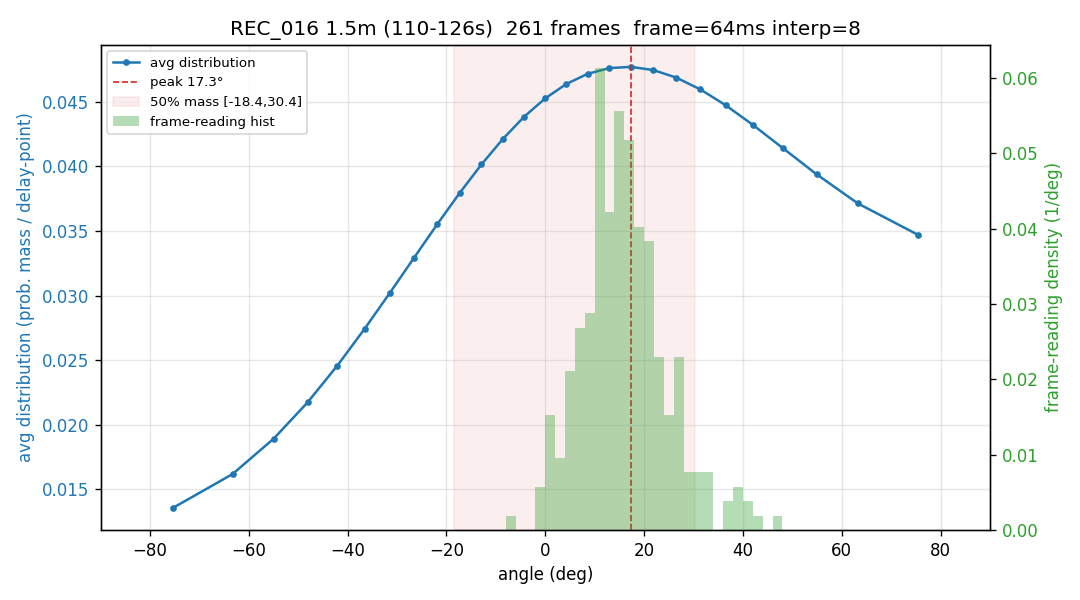 REC_016 1.5m (110-126s)  261 frames  frame=64ms interp=8
avg distribution
peak 17.3°
50% mass [-18.4,30.4]
frame-reading hist
avg distribution (prob. mass / delay-point)
0.045
0.040
0.035
0.030
0.025
0.020
0.015
0.06
0.05
0.04
0.03
0.02
0.01
0.00
frame-reading density (1/deg)
−80 −60 −40 −20 0 20 40 60 80
angle (deg)